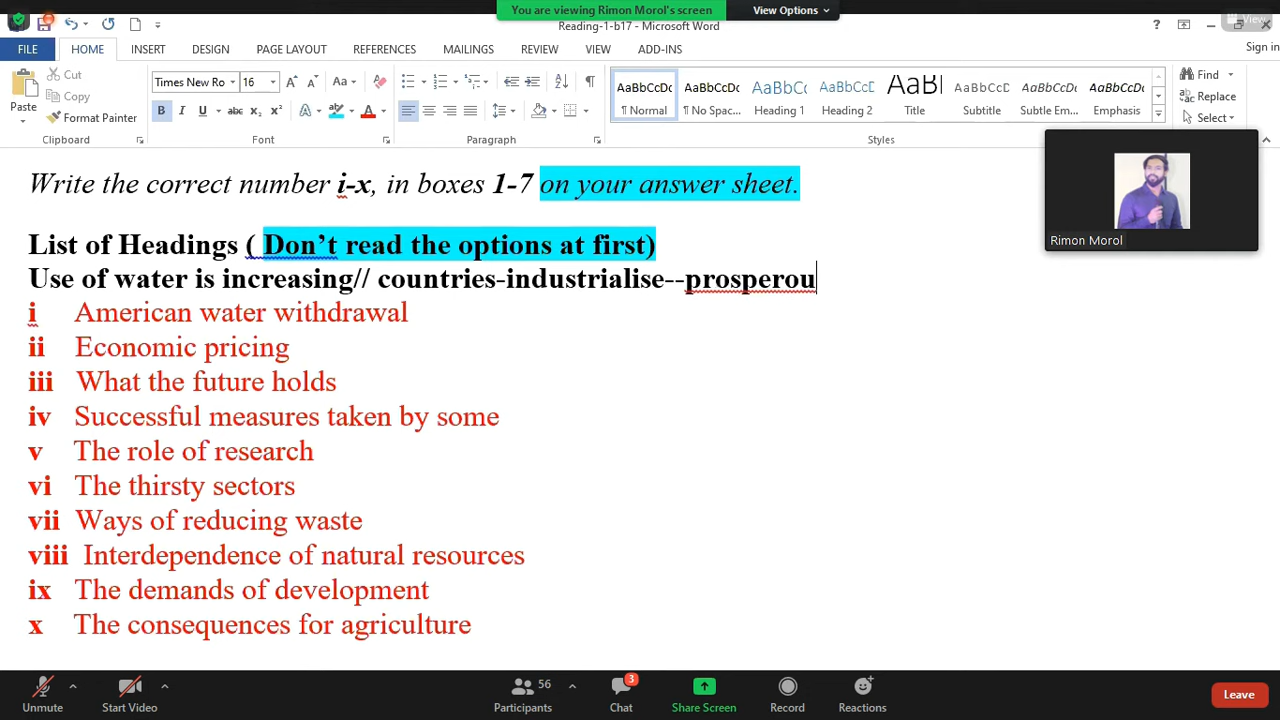 You are viewing Rimon Morol's screen View Options
Reading-1-b17 - Microsoft Word
View
Sign in
FILE HOME INSERT DESIGN PAGE LAYOUT REFERENCES MAILINGS REVIEW VIEW ADD-INS
Paste
Cut
Copy
Format Painter
Clipboard
Times New Ro 16
Font
Paragraph
AaBbCcDc AaBbCcDc AaBbCc AaBbCcD AaBl AaBbCcD AaBbCcDc AaBbCcDc
¶ Normal ¶ No Spac... Heading 1 Heading 2 Title Subtitle Subtle Em... Emphasis
Styles
Find
Replace
Select
Rimon Morol
Write the correct number i-x, in boxes 1-7 on your answer sheet.
List of Headings ( Don’t read the options at first)
Use of water is increasing// countries-industrialise--prosperou
i American water withdrawal
ii Economic pricing
iii What the future holds
iv Successful measures taken by some
v The role of research
vi The thirsty sectors
vii Ways of reducing waste
viii Interdependence of natural resources
ix The demands of development
x The consequences for agriculture
Unmute Start Video Participants 56 Chat 3 Share Screen Record Reactions Leave